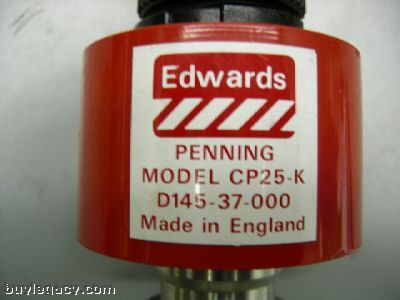 Edwards
PENNING
MODEL CP25-K
D145-37-000
Made in England
buylegacy.com